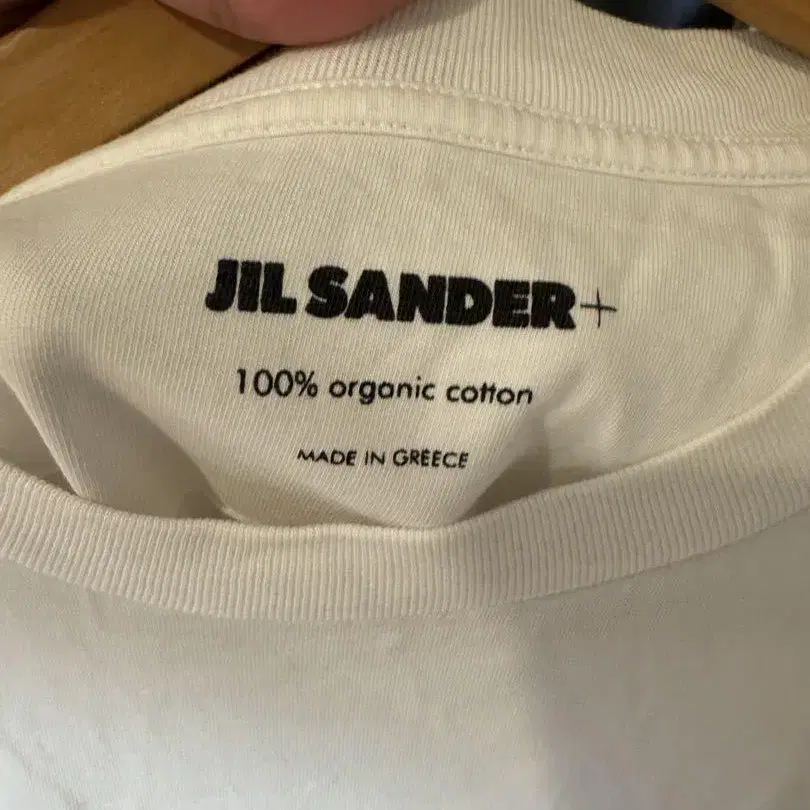 JIL SANDER+
100% organic cotton
MADE IN GREECE